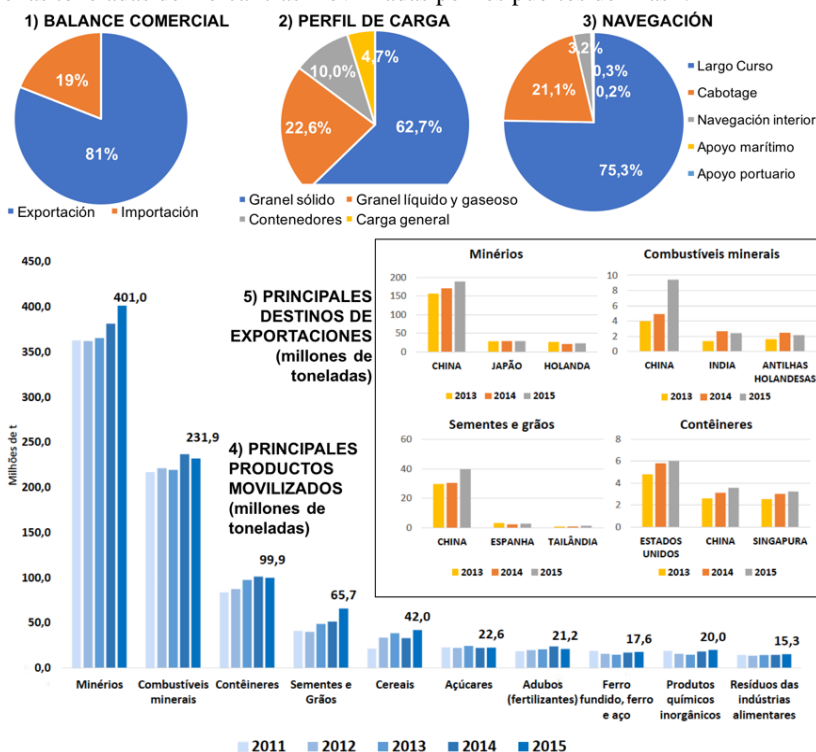 1) BALANCE COMERCIAL
19%
81%
Exportación Importación
2) PERFIL DE CARGA
4,7%
10,0%
22,6%
62,7%
Granel sólido Granel líquido y gaseoso
Contenedores Carga general
3) NAVEGACIÓN
3,2%
0,3%
0,2%
21,1%
75,3%
Largo Curso
Cabotage
Navegación interior
Apoyo marítimo
Apoyo portuario
5) PRINCIPALES
DESTINOS DE
EXPORTACIONES
(millones de
toneladas)
Minérios
200
150
100
50
0
CHINA JAPÃO HOLANDA
2013 2014 2015
Combustíveis minerais
10
8
6
4
2
0
CHINA INDIA ANTILHAS
HOLANDESAS
2013 2014 2015
Sementes e grãos
60
40
20
0
CHINA ESPANHA TAILÂNDIA
2013 2014 2015
Contêineres
8
6
4
2
0
ESTADOS
UNIDOS
CHINA SINGAPURA
2013 2014 2015
4) PRINCIPALES
PRODUCTOS
MOVILIZADOS
(millones de
toneladas)
Milhões de t
450,0
400,0
350,0
300,0
250,0
200,0
150,0
100,0
50,0
0,0
401,0
231,9
99,9
65,7
42,0
22,6
21,2
17,6
20,0
15,3
Minérios
Combustíveis
minerais
Contêineres
Sementes e
Grãos
Cereais
Açúcares
Adubos
(fertilizantes)
Ferro
fundido, ferro
e aço
Produtos
químicos
inorgânicos
Resíduos das
indústrias
alimentares
2011 2012 2013 2014 2015